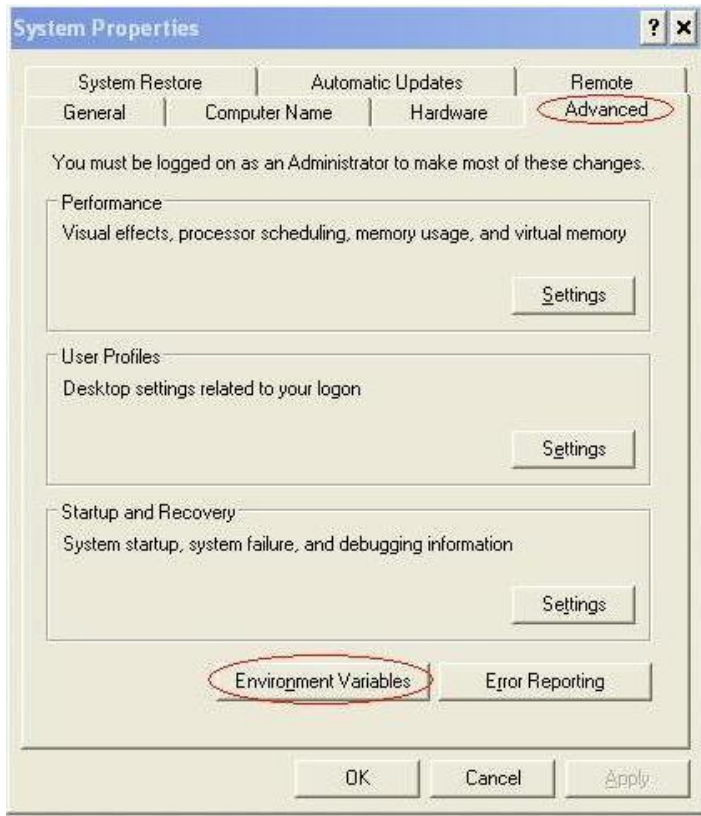 System Properties
? ×
System Restore
Automatic Updates
Remote
General
Computer Name
Hardware
Advanced
You must be logged on as an Administrator to make most of these changes.
Performance
Visual effects, processor scheduling, memory usage, and virtual memory
Settings
User Profiles
Desktop settings related to your logon
Settings
Startup and Recovery
System startup, system failure, and debugging information
Settings
Environment Variables
Error Reporting
OK
Cancel
Apply